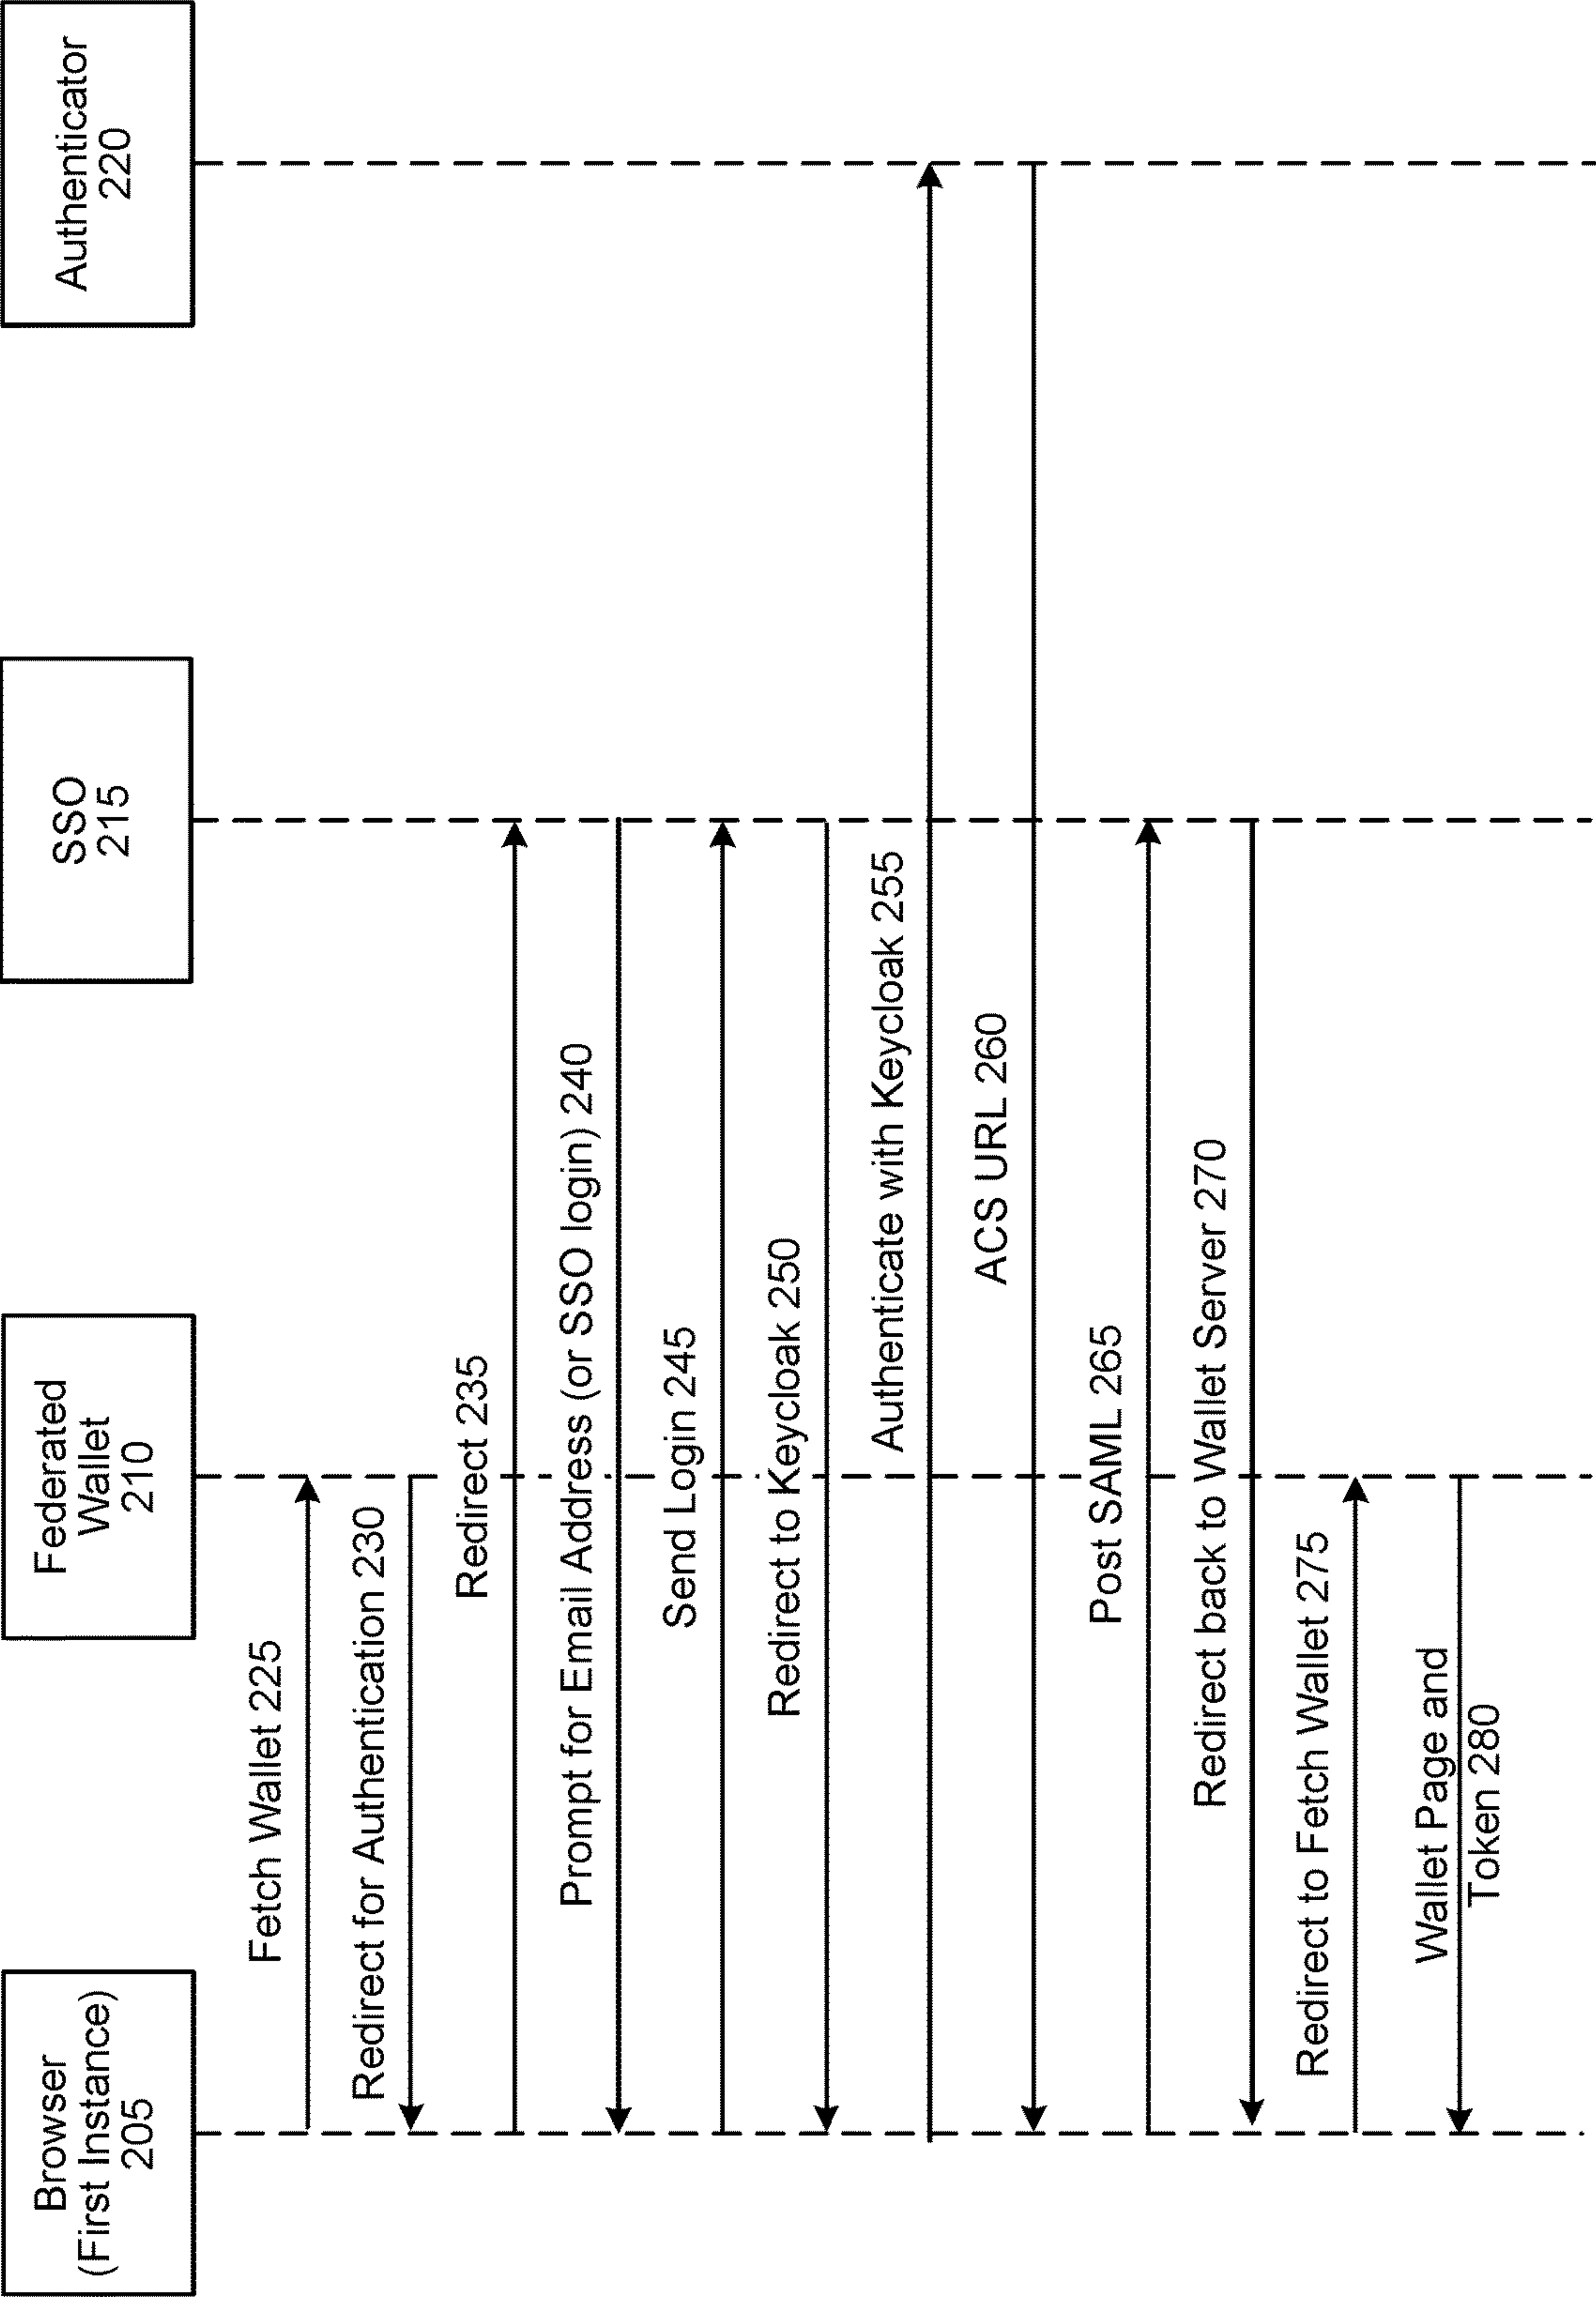 Browser
(First Instance)
205
Federated
Wallet
210
SSO
215
Authenticator
220
Fetch Wallet 225
Redirect for Authentication 230
Redirect 235
Prompt for Email Address (or SSO login) 240
Send Login 245
Redirect to Keycloak 250
Authenticate with Keycloak 255
ACS URL 260
Post SAML 265
Redirect back to Wallet Server 270
Redirect to Fetch Wallet 275
Wallet Page and
Token 280